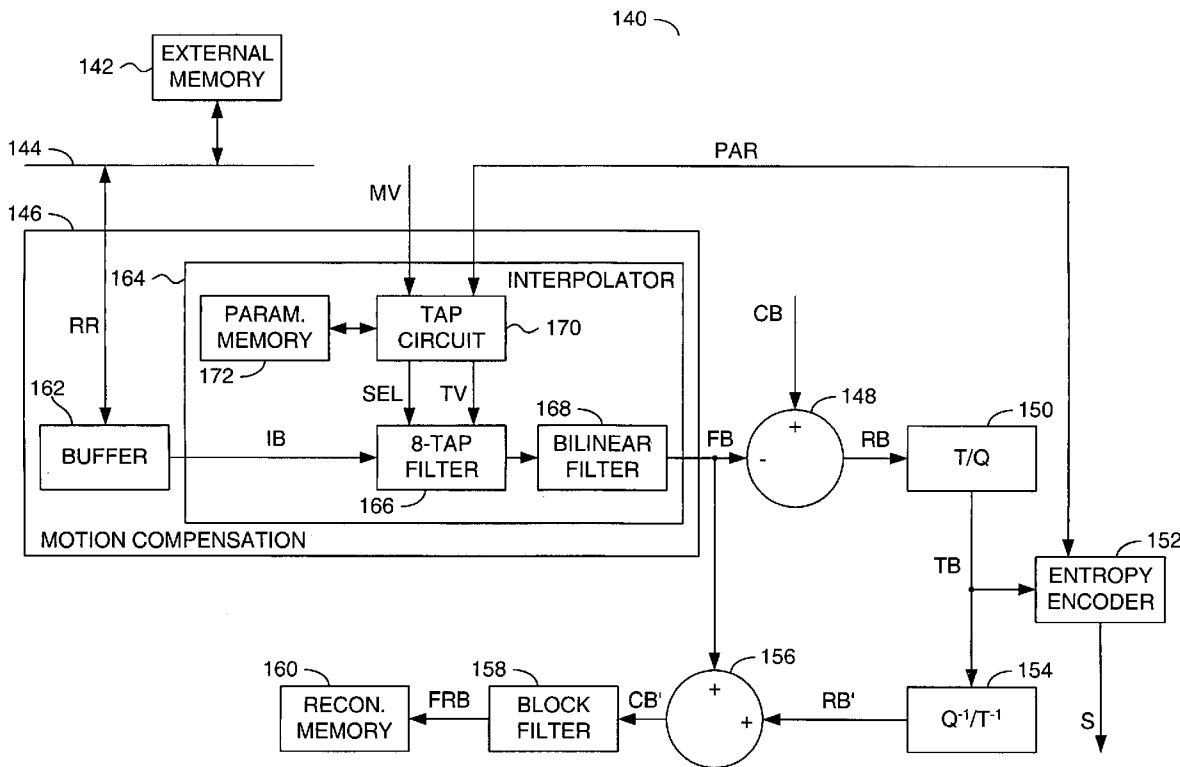 140
142
EXTERNAL
MEMORY
144
PAR
MV
146
164
INTERPOLATOR
RR
PARAM.
MEMORY
172
TAP
CIRCUIT
170
CB
162
SEL
TV
168
148
150
BUFFER
IB
8-TAP
FILTER
166
BILINEAR
FILTER
FB
+
-
RB
T/Q
MOTION COMPENSATION
152
TB
ENTROPY
ENCODER
160
158
156
154
RECON.
MEMORY
FRB
BLOCK
FILTER
CB'
+
+
RB'
Q⁻¹/T⁻¹
S